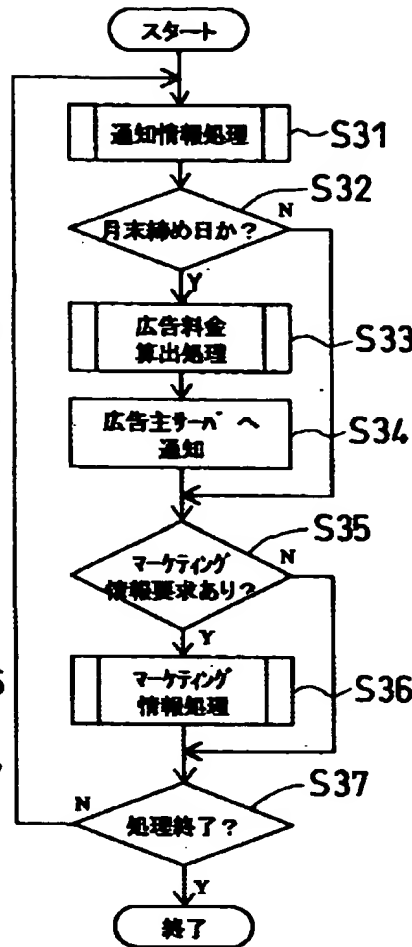 スタート
通知情報処理
S31
S32
月末締め日か?
N
Y
広告料金
算出処理
S33
広告主サーバへ
通知
S34
S35
マーケティング
情報要求あり?
N
Y
マーケティング
情報処理
S36
S37
N
処理終了?
Y
終了